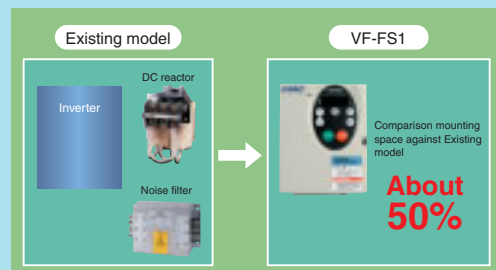 Existing model
VF-FS1
DC reactor
Inverter
Noise filter
Comparison mounting
space against Existing
model
About
50%